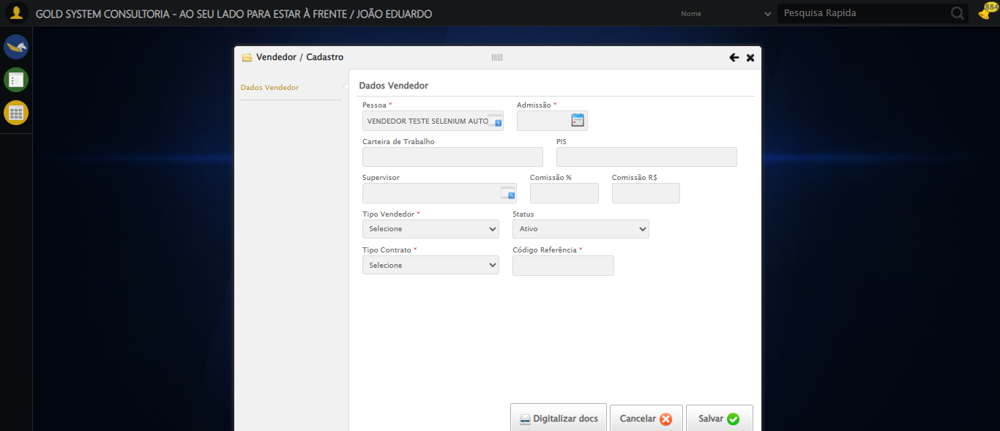 GOLD SYSTEM CONSULTORIA - AO SEU LADO PARA ESTAR À FRENTE / JOÃO EDUARDO
Nome
Pesquisa Rapida
884
Vendedor / Cadastro
Dados Vendedor
Dados Vendedor
Pessoa * Admissão *
VENDEDOR TESTE SELENIUM AUTO
Carteira de Trabalho PIS
Supervisor Comissão % Comissão R$
Tipo Vendedor * Status
Selecione Ativo
Tipo Contrato * Código Referência *
Selecione
Digitalizar docs Cancelar Salvar